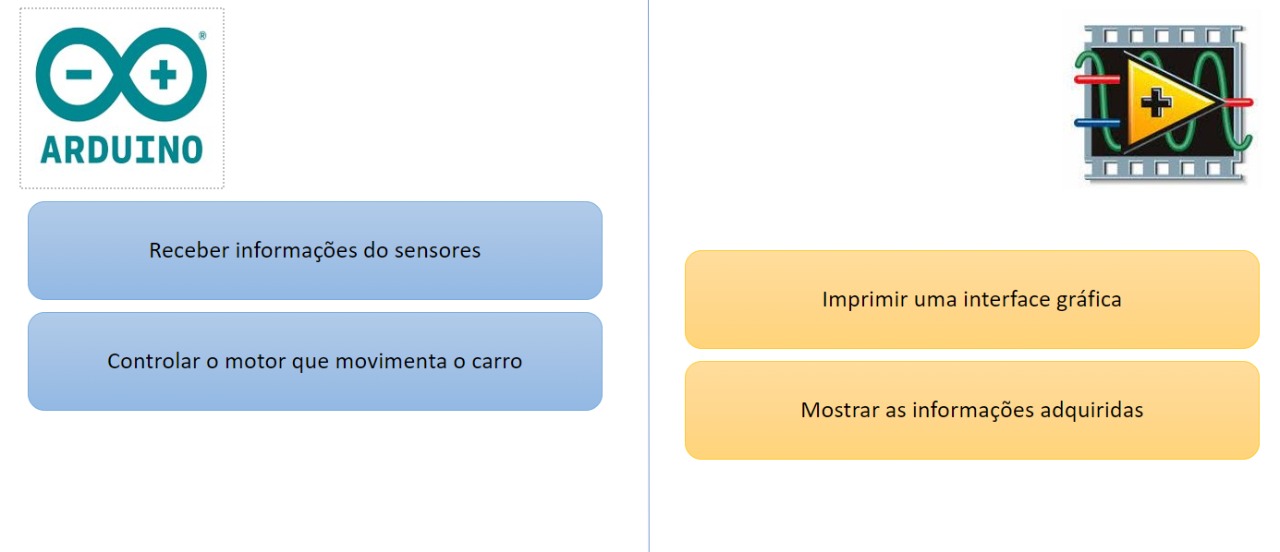 ®
ARDUINO
Receber informações do sensores
Controlar o motor que movimenta o carro
Imprimir uma interface gráfica
Mostrar as informações adquiridas